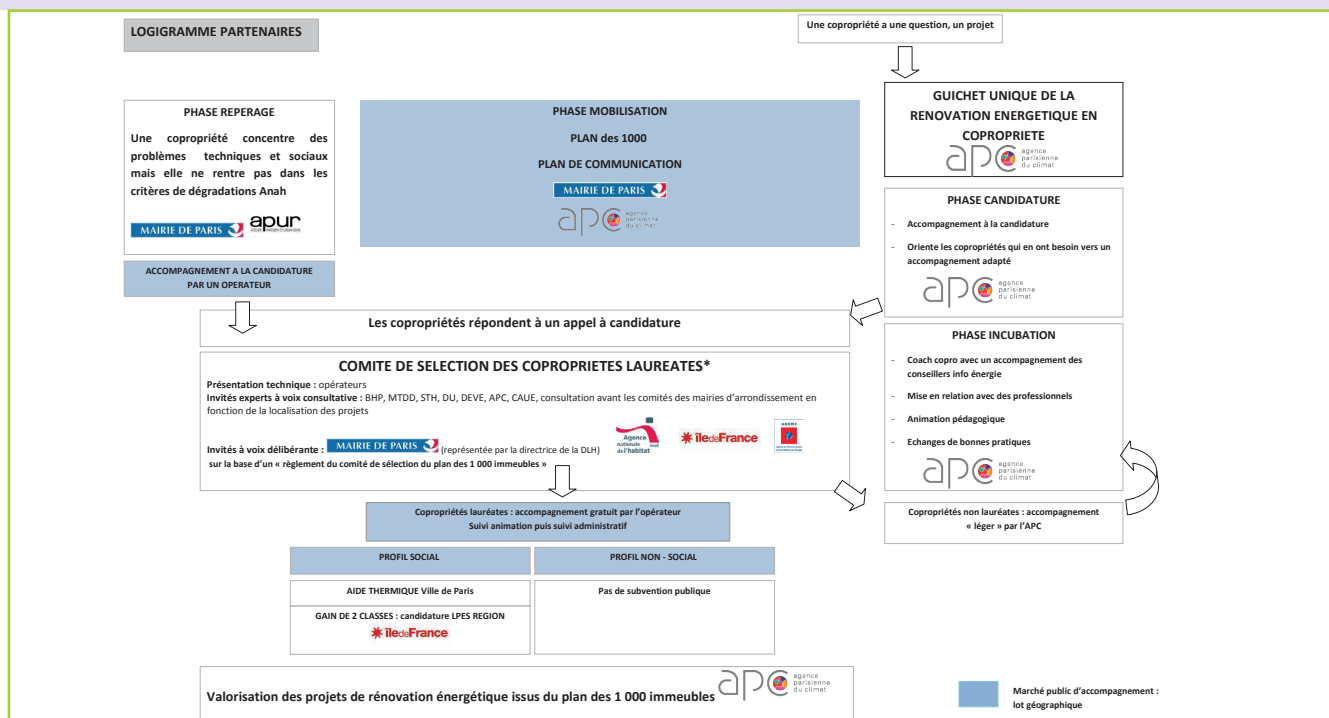 LOGIGRAMME PARTENAIRES
Une copropriété a une question, un projet
PHASE REPERAGE
Une copropriété concentre des
problèmes techniques et sociaux
mais elle ne rentre pas dans les
critères de dégradations Anah
MAIRIE DE PARIS
apur
ACCOMPAGNEMENT A LA CANDIDATURE
PAR UN OPERATEUR
PHASE MOBILISATION
PLAN des 1000
PLAN DE COMMUNICATION
MAIRIE DE PARIS
apc agence
parisienne
du climat
GUICHET UNIQUE DE LA
RENOVATION ENERGETIQUE EN
COPROPRIETE
apc agence
parisienne
du climat
PHASE CANDIDATURE
- Accompagnement à la candidature
- Oriente les copropriétés qui en ont besoin vers un
accompagnement adapté
apc agence
parisienne
du climat
Les copropriétés répondent à un appel à candidature
COMITE DE SELECTION DES COPROPRIETES LAUREATES*
Présentation technique : opérateurs
Invités experts à voix consultative : BHP, MTDD, STH, DU, DEVE, APC, CAUE, consultation avant les comités des mairies d'arrondissement en
fonction de la localisation des projets
Invités à voix délibérante : MAIRIE DE PARIS (représentée par la directrice de la DLH)
Agence
nationale
de l'habitat
île de France
ADEME
sur la base d'un « règlement du comité de sélection du plan des 1 000 immeubles »
PHASE INCUBATION
- Coach copro avec un accompagnement des
conseillers info énergie
- Mise en relation avec des professionnels
- Animation pédagogique
- Echanges de bonnes pratiques
apc agence
parisienne
du climat
Copropriétés non lauréates : accompagnement
« léger » par l'APC
Copropriétés lauréates : accompagnement gratuit par l'opérateur
Suivi animation puis suivi administratif
PROFIL SOCIAL
PROFIL NON - SOCIAL
AIDE THERMIQUE Ville de Paris
Pas de subvention publique
GAIN DE 2 CLASSES : candidature LPES REGION
île de France
Valorisation des projets de rénovation énergétique issus du plan des 1 000 immeubles
apc agence
parisienne
du climat
Marché public d'accompagnement :
lot géographique